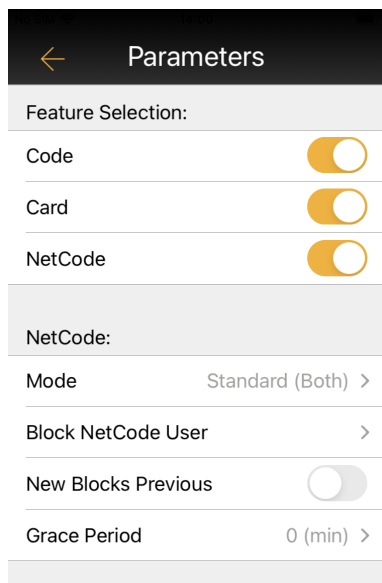 Parameters
Feature Selection:
Code
Card
NetCode
NetCode:
Mode Standard (Both) >
Block NetCode User >
New Blocks Previous
Grace Period 0 (min) >